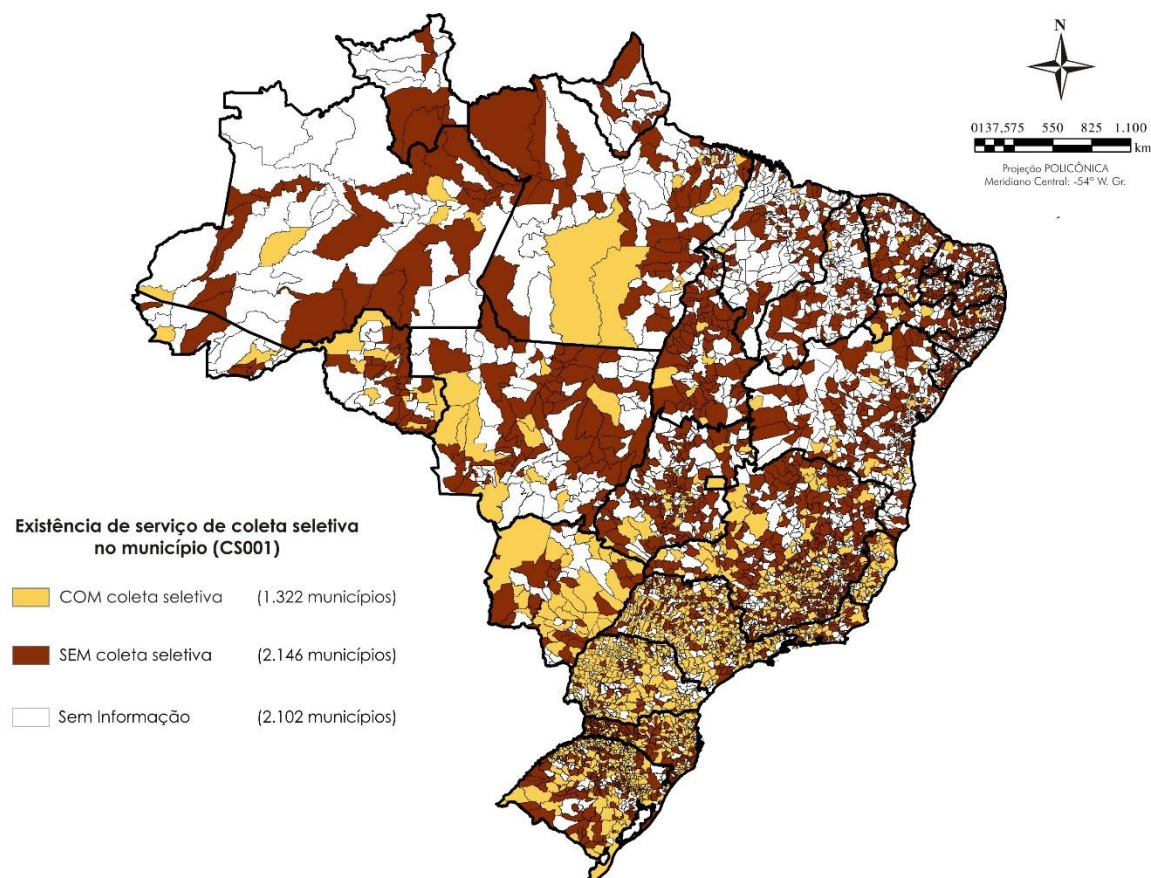 N
0137,575 550 825 1.100
km
Projeção POLICÔNICA
Meridiano Central: -54º W. Gr.
Existência de serviço de coleta seletiva
no município (CS001)
COM coleta seletiva (1.322 municípios)
SEM coleta seletiva (2.146 municípios)
Sem Informação (2.102 municípios)